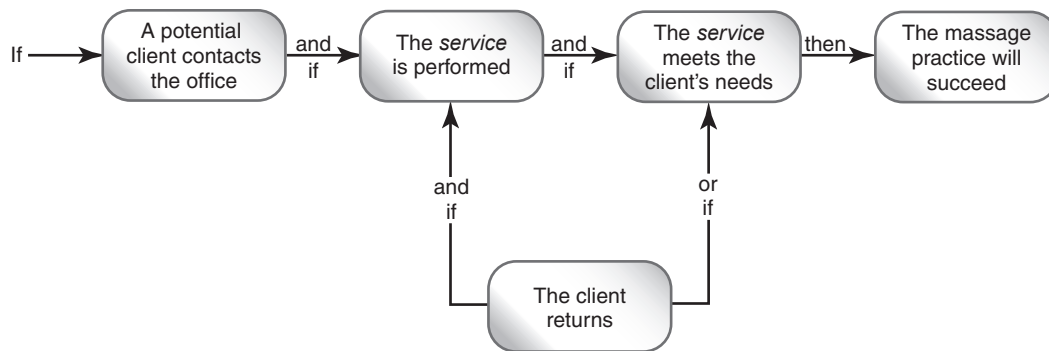 If
A potential
client contacts
the office
and
if
The service
is performed
and
if
The service
meets the
client's needs
then
The massage
practice will
succeed
and
if
or
if
The client
returns